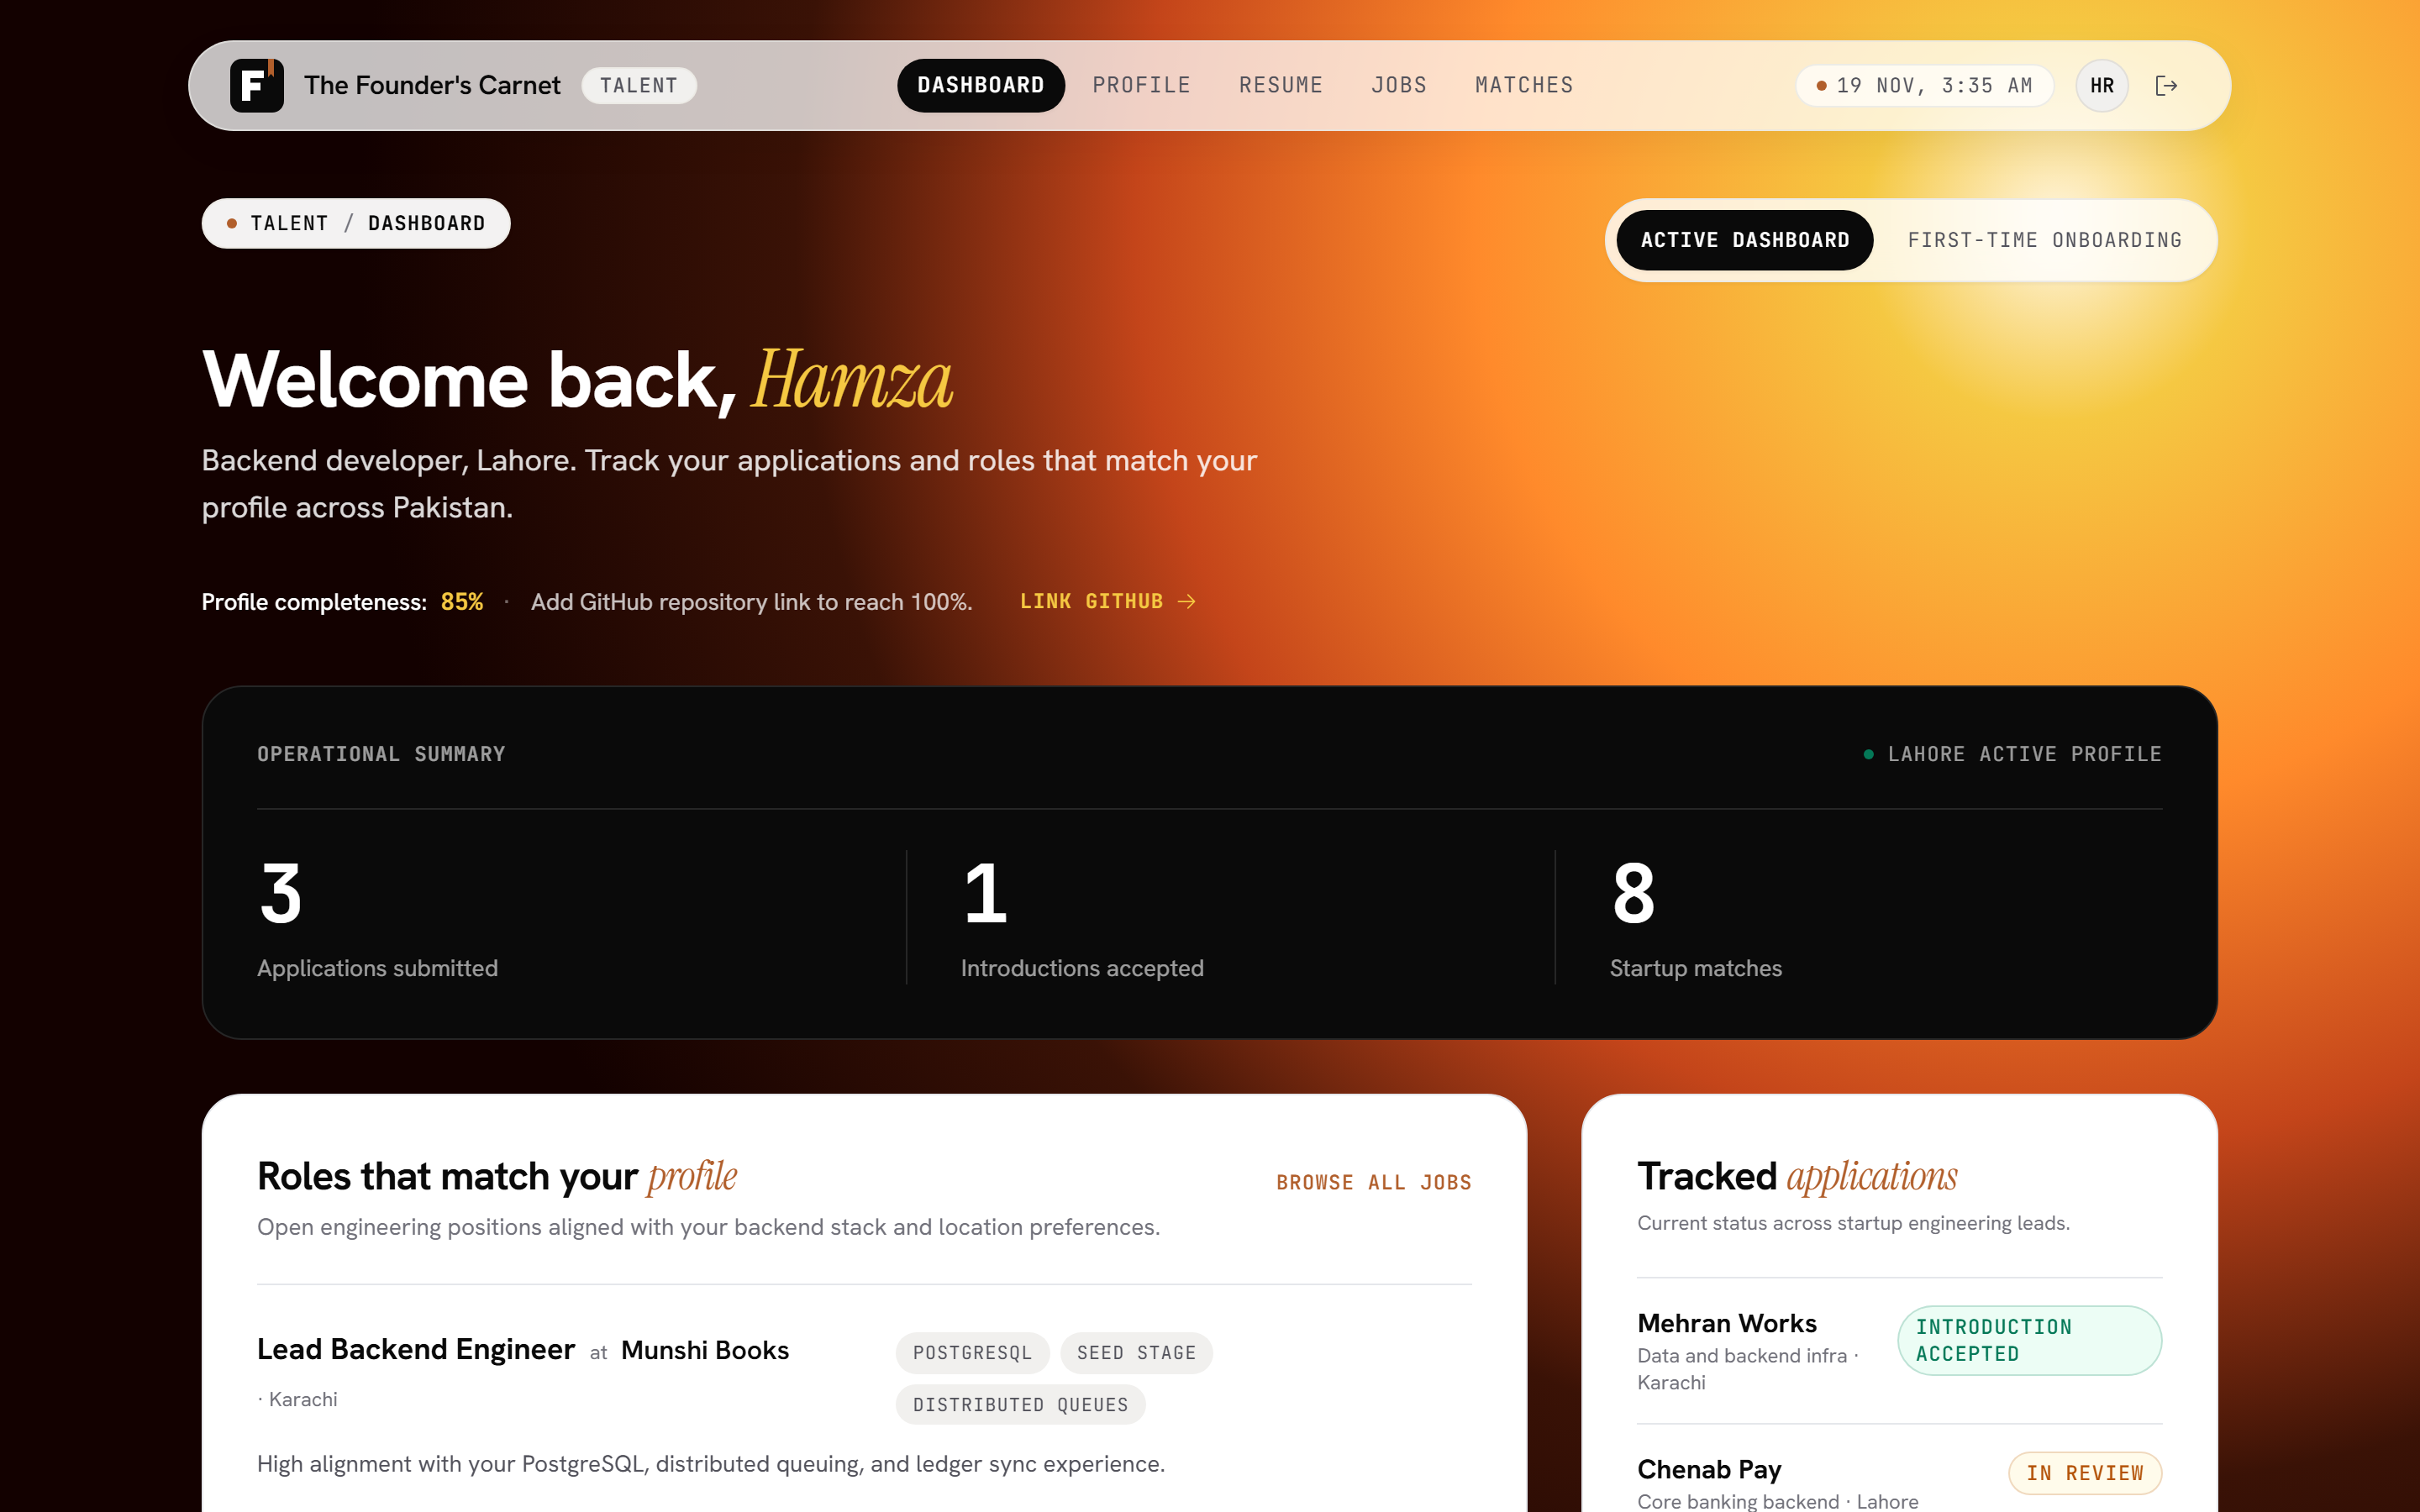 F The Founder's Carnet TALENT DASHBOARD PROFILE RESUME JOBS MATCHES 19 NOV, 3:35 AM HR
TALENT / DASHBOARD
ACTIVE DASHBOARD FIRST-TIME ONBOARDING
Welcome back, Hamza
Backend developer, Lahore. Track your applications and roles that match your
profile across Pakistan.
Profile completeness: 85% · Add GitHub repository link to reach 100%. LINK GITHUB →
OPERATIONAL SUMMARY
LAHORE ACTIVE PROFILE
3
Applications submitted
1
Introductions accepted
8
Startup matches
Roles that match your profile
BROWSE ALL JOBS
Open engineering positions aligned with your backend stack and location preferences.
Lead Backend Engineer at Munshi Books
· Karachi
POSTGRESQL SEED STAGE
DISTRIBUTED QUEUES
High alignment with your PostgreSQL, distributed queuing, and ledger sync experience.
Tracked applications
Current status across startup engineering leads.
Mehran Works
Data and backend infra ·
Karachi
INTRODUCTION
ACCEPTED
Chenab Pay
Core banking backend · Lahore
IN REVIEW